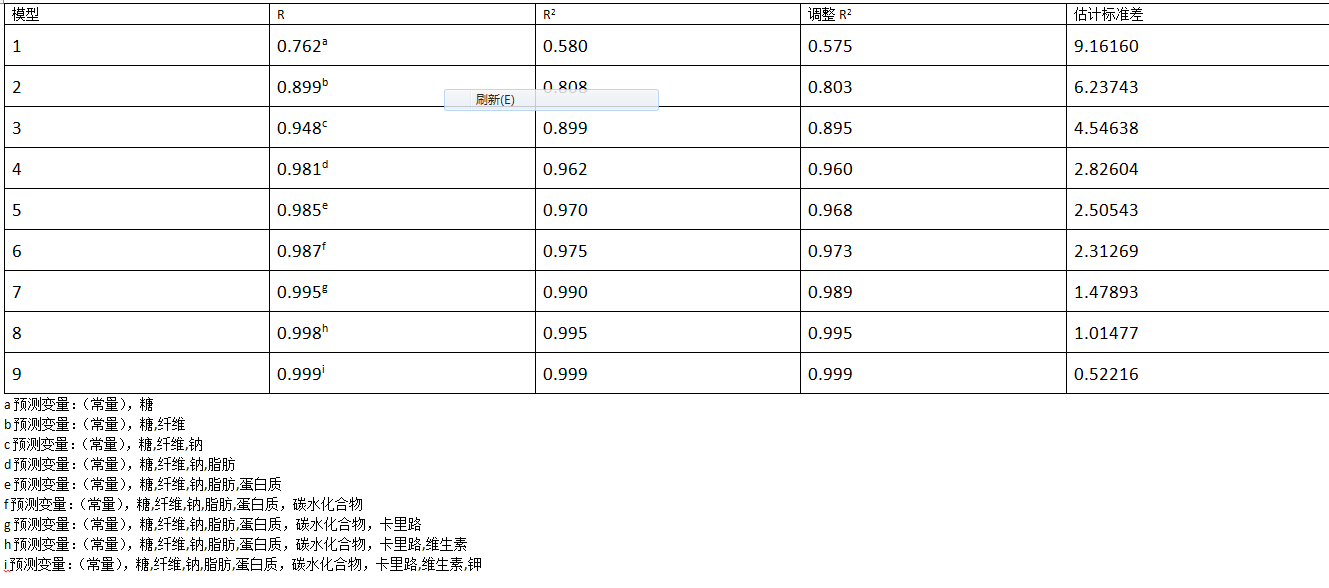 模型 R R² 调整 R² 估计标准差
1 0.762ᵃ 0.580 0.575 9.16160
2 0.899ᵇ 0.808 0.803 6.23743
刷新(E)
3 0.948ᶜ 0.899 0.895 4.54638
4 0.981ᵈ 0.962 0.960 2.82604
5 0.985ᵉ 0.970 0.968 2.50543
6 0.987ᶠ 0.975 0.973 2.31269
7 0.995ᵍ 0.990 0.989 1.47893
8 0.998ʰ 0.995 0.995 1.01477
9 0.999ⁱ 0.999 0.999 0.52216
a 预测变量:(常量),糖
b 预测变量:(常量),糖,纤维
c 预测变量:(常量),糖,纤维,钠
d 预测变量:(常量),糖,纤维,钠,脂肪
e 预测变量:(常量),糖,纤维,钠,脂肪,蛋白质
f 预测变量:(常量),糖,纤维,钠,脂肪,蛋白质,碳水化合物
g 预测变量:(常量),糖,纤维,钠,脂肪,蛋白质,碳水化合物,卡里路
h 预测变量:(常量),糖,纤维,钠,脂肪,蛋白质,碳水化合物,卡里路,维生素
i 预测变量:(常量),糖,纤维,钠,脂肪,蛋白质,碳水化合物,卡里路,维生素,钾